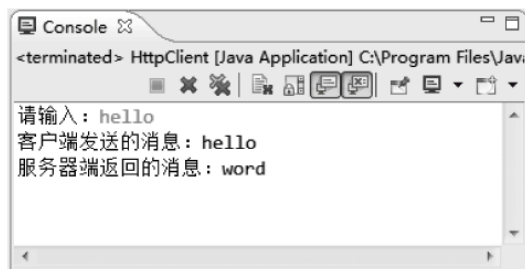 Console
<terminated> HttpClient [Java Application] C:\Program Files\Java
请输入：hello
客户端发送的消息：hello
服务器端返回的消息：word